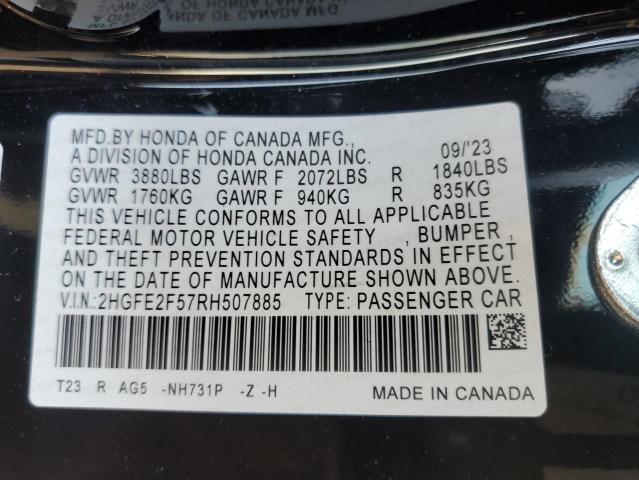 MFD.BY HONDA OF CANADA MFG.,
A DIVISION OF HONDA CANADA INC. 09/'23
GVWR 3880LBS GAWR F 2072LBS R 1840LBS
GVWR 1760KG GAWR F 940KG R 835KG
THIS VEHICLE CONFORMS TO ALL APPLICABLE
FEDERAL MOTOR VEHICLE SAFETY , BUMPER ,
AND THEFT PREVENTION STANDARDS IN EFFECT
ON THE DATE OF MANUFACTURE SHOWN ABOVE.
V.I.N.:2HGFE2F57RH507885 TYPE: PASSENGER CAR
T23 R AG5 -NH731P -Z -H MADE IN CANADA